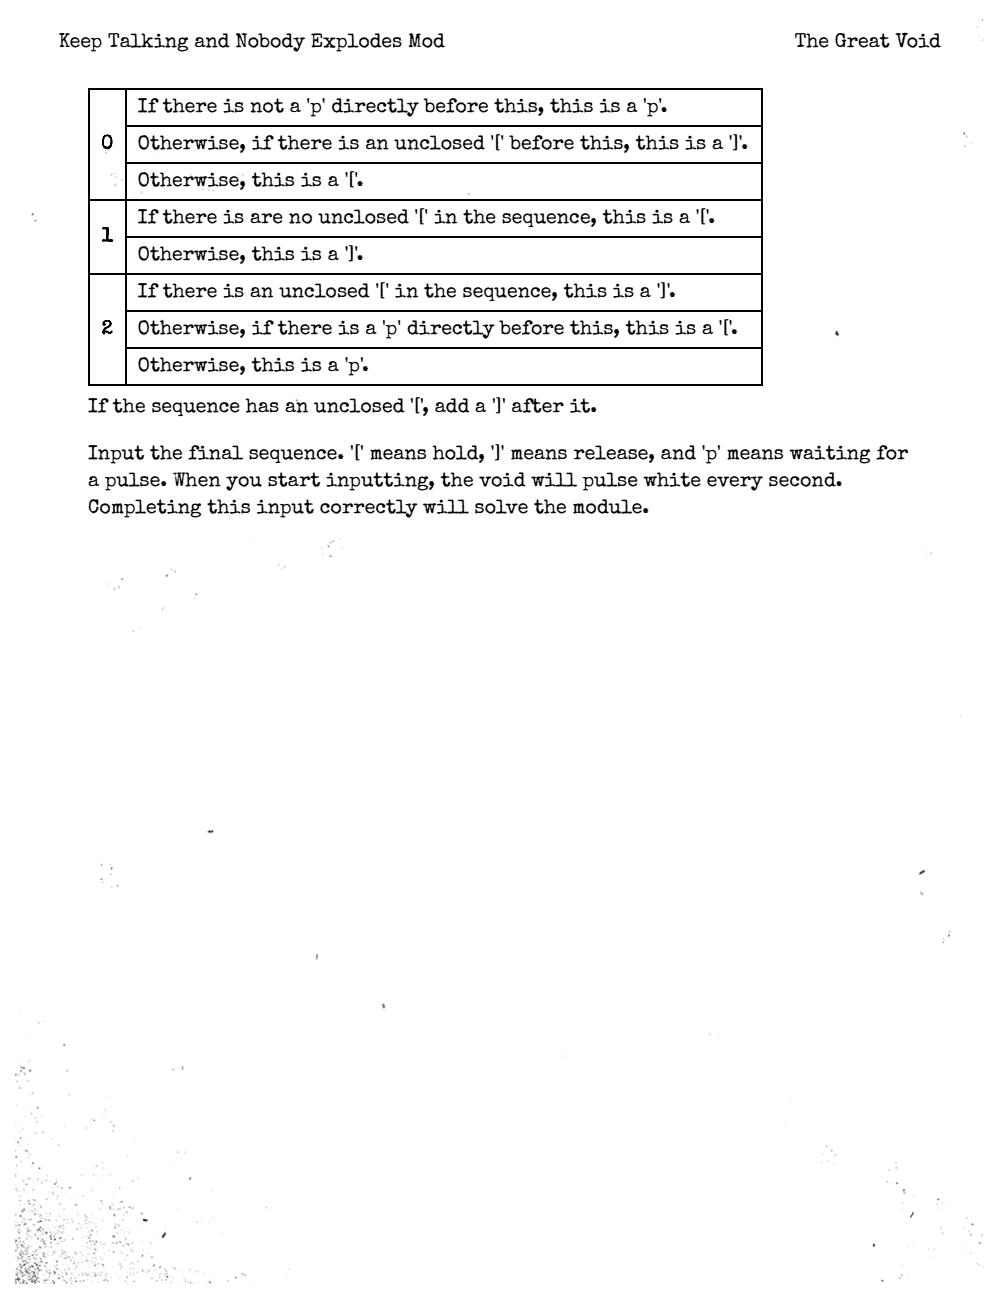 Keep Talking and Nobody Explodes Mod
The Great Void
0
If there is not a 'p' directly before this, this is a 'p'.
Otherwise, if there is an unclosed '[' before this, this is a ']'.
Otherwise, this is a '['.
1
If there is are no unclosed '[' in the sequence, this is a '['.
Otherwise, this is a ']'.
2
If there is an unclosed '[' in the sequence, this is a ']'.
Otherwise, if there is a 'p' directly before this, this is a '['.
Otherwise, this is a 'p'.
If the sequence has an unclosed '[', add a ']' after it.
Input the final sequence. '[' means hold, ']' means release, and 'p' means waiting for
a pulse. When you start inputting, the void will pulse white every second.
Completing this input correctly will solve the module.